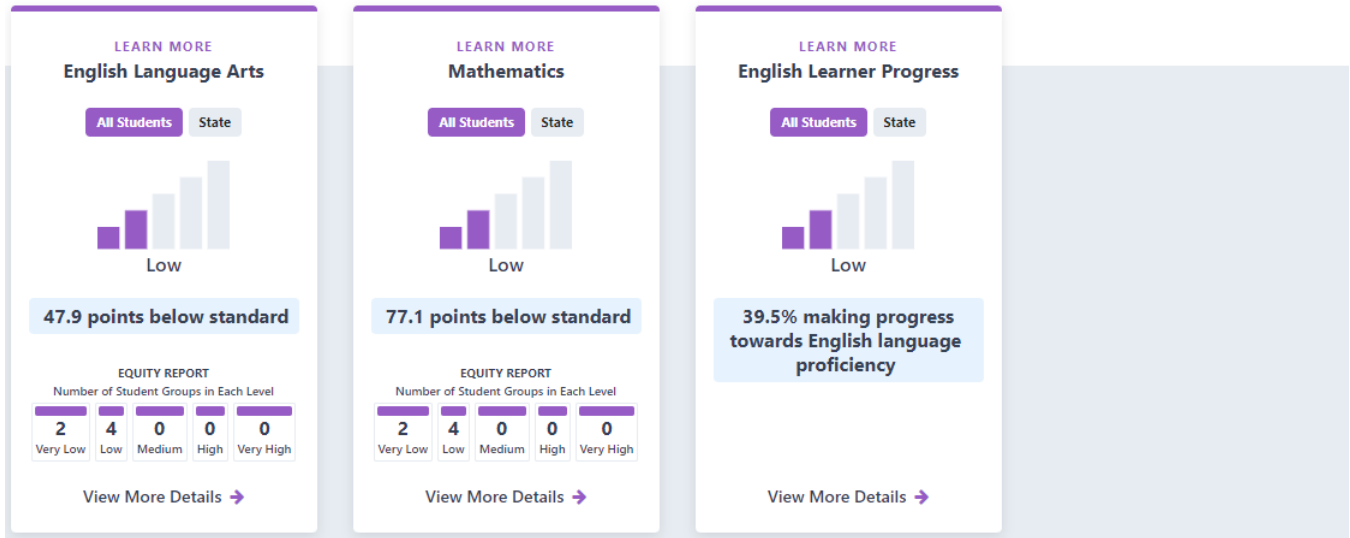 LEARN MORE
English Language Arts
All Students State
Low
47.9 points below standard
EQUITY REPORT
Number of Student Groups in Each Level
2 4 0 0 0
Very Low Low Medium High Very High
View More Details
LEARN MORE
Mathematics
All Students State
Low
77.1 points below standard
EQUITY REPORT
Number of Student Groups in Each Level
2 4 0 0 0
Very Low Low Medium High Very High
View More Details
LEARN MORE
English Learner Progress
All Students State
Low
39.5% making progress
towards English language
proficiency
View More Details